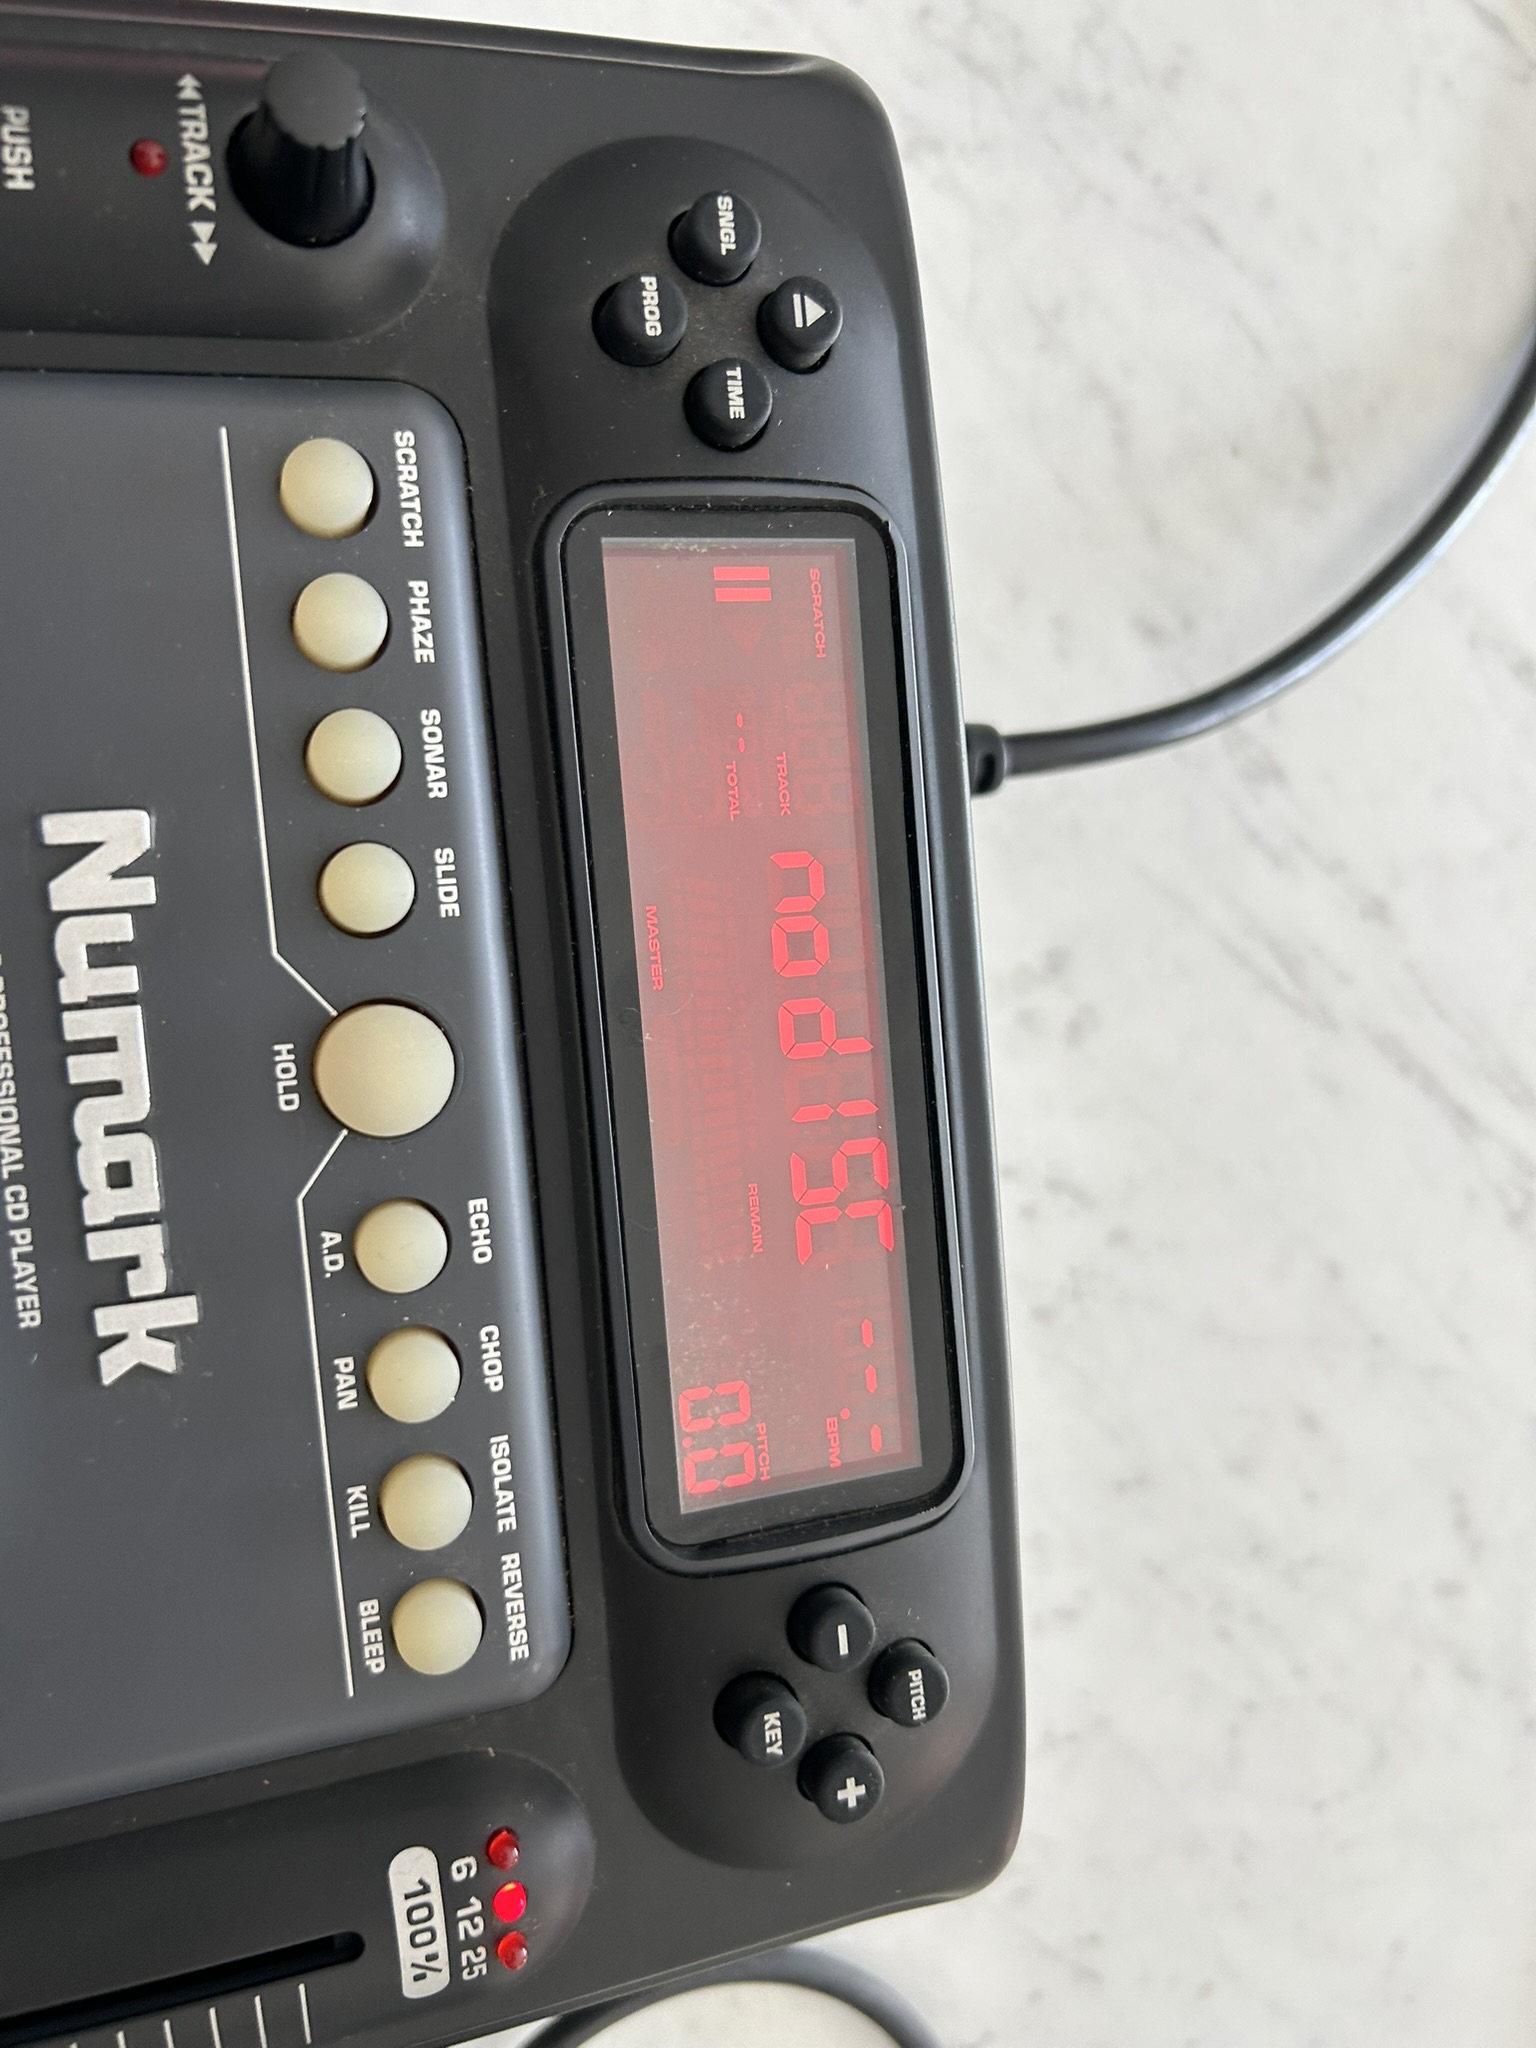 SNGL
PROG
TIME
TRACK
PUSH
SCRATCH
TRACK
nodISC
---.-
BPM
TOTAL
--
REMAIN
PITCH
0.0
MASTER
PITCH
-
+
KEY
SCRATCH PHAZE SONAR SLIDE
HOLD
ECHO CHOP ISOLATE REVERSE
A.D. PAN KILL BLEEP
6 12 25
100%
Numark
PROFESSIONAL CD PLAYER